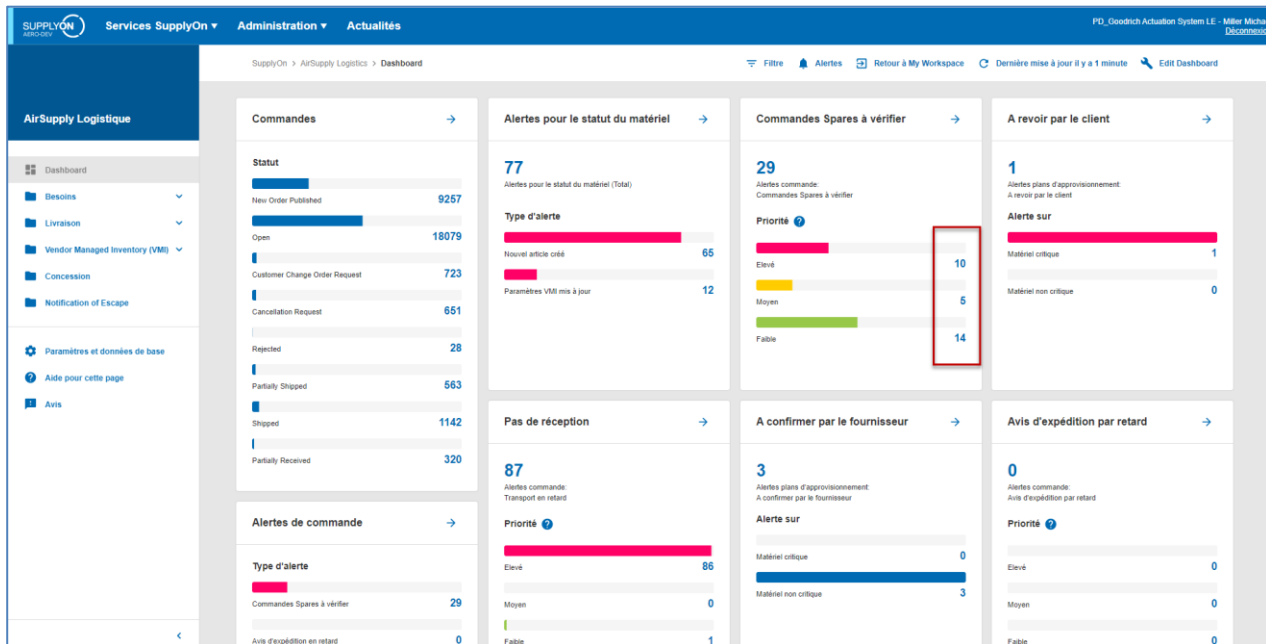 SUPPLYON
AERO-DEV
Services SupplyOn
Administration
Actualités
PD_Goodrich Actuation System LE - Miller Micha
Déconnexio
SupplyOn > AirSupply Logistics > Dashboard
Filtre
Alertes
Retour à My Workspace
Dernière mise à jour il y a 1 minute
Edit Dashboard
AirSupply Logistique
Dashboard
Besoins
Livraison
Vendor Managed Inventory (VMI)
Concession
Notification of Escape
Paramètres et données de base
Aide pour cette page
Avis
Commandes
Statut
New Order Published 9257
Open 18079
Customer Change Order Request 723
Cancellation Request 651
Rejected 28
Partially Shipped 563
Shipped 1142
Partially Received 320
Alertes de commande
Type d'alerte
Commandes Spares à vérifier 29
Avis d'expédition en retard 0
Alertes pour le statut du matériel
77
Alertes pour le statut du matériel (Total)
Type d'alerte
Nouvel article créé 65
Paramètres VMI mis à jour 12
Pas de réception
87
Alertes commande:
Transport en retard
Priorité ?
Elevé 86
Moyen 0
Faible 1
Commandes Spares à vérifier
29
Alertes commande:
Commandes Spares à vérifier
Priorité ?
Elevé 10
Moyen 5
Faible 14
A confirmer par le fournisseur
3
Alertes plans d'approvisionnement:
A confirmer par le fournisseur
Alerte sur
Matériel critique 0
Matériel non critique 3
A revoir par le client
1
Alertes plans d'approvisionnement:
A revoir par le client
Alerte sur
Matériel critique 1
Matériel non critique 0
Avis d'expédition par retard
0
Alertes commande:
Avis d'expédition par retard
Priorité ?
Elevé 0
Moyen 0
Faible 0